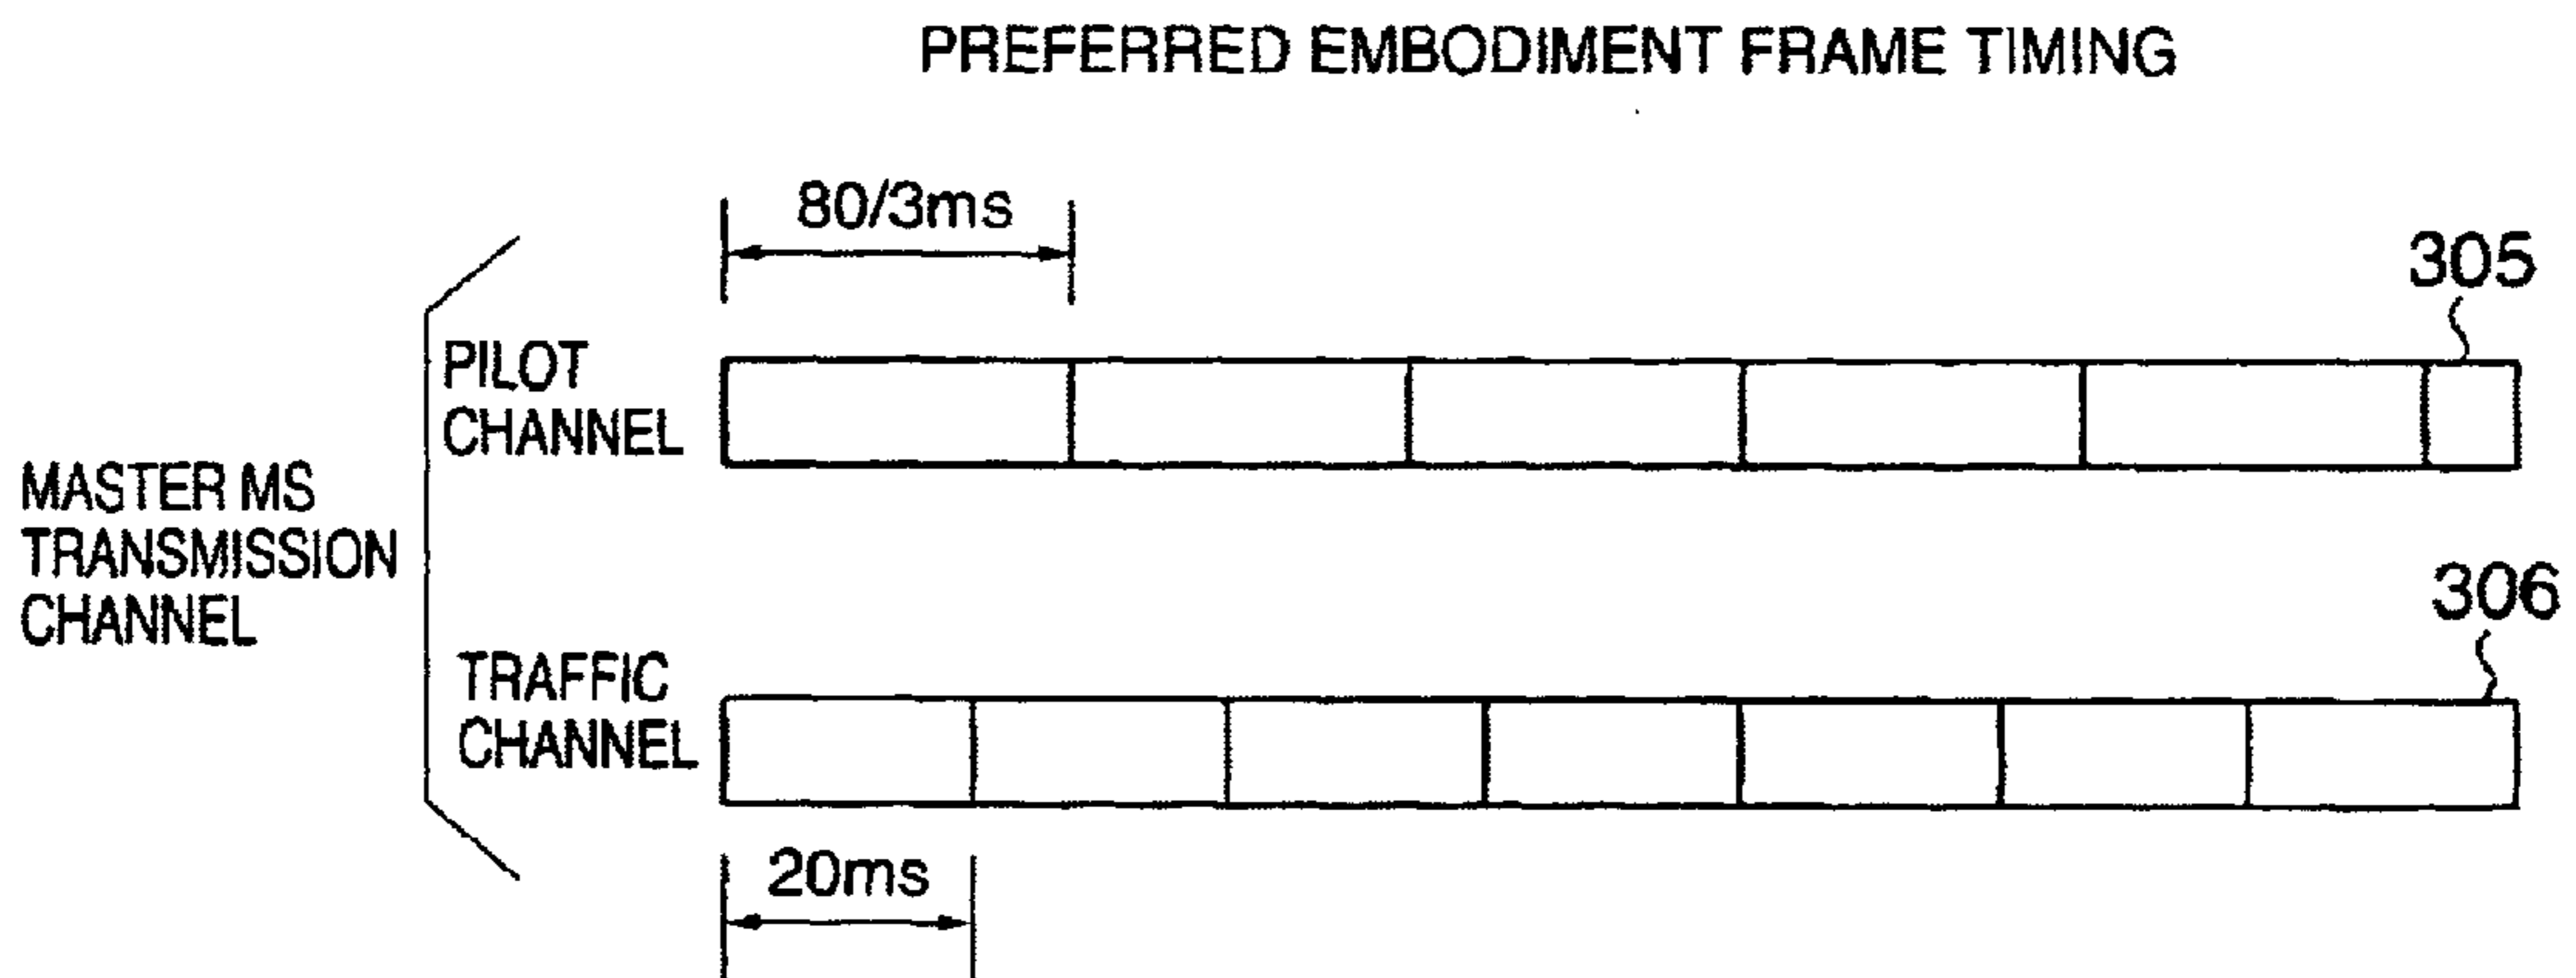 PREFERRED EMBODIMENT FRAME TIMING
80/3ms
305
PILOT
CHANNEL
MASTER MS
TRANSMISSION
CHANNEL
306
TRAFFIC
CHANNEL
20ms